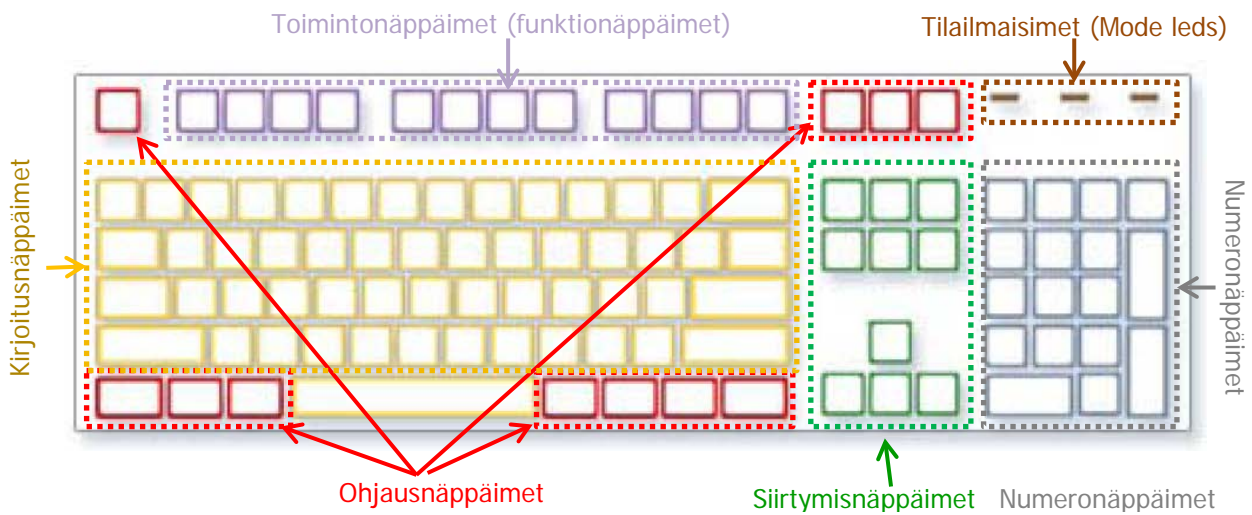 Toimintonäppäimet (funktionäppäimet)
Tilailmaisimet (Mode leds)
Kirjoitusnäppäimet
Numeronäppäimet
Ohjausnäppäimet
Siirtymisnäppäimet
Numeronäppäimet